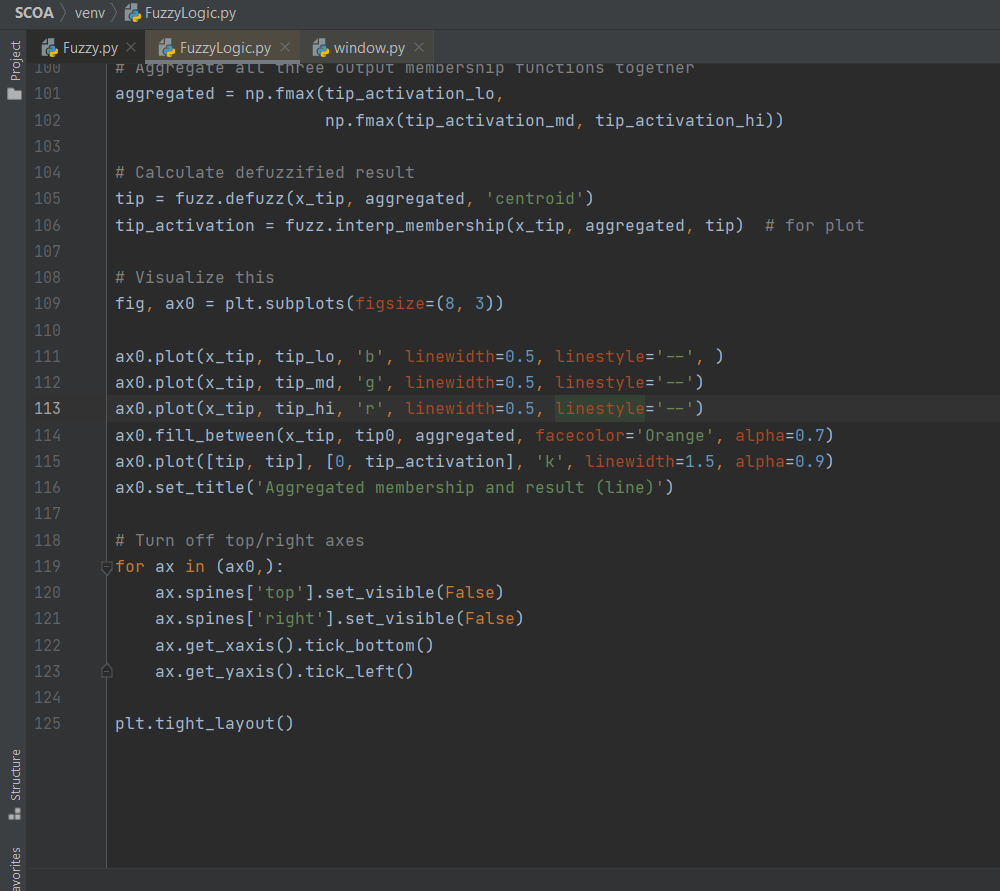 SCOA venv FuzzyLogic.py
Project
Fuzzy.py FuzzyLogic.py window.py
100 # Aggregate all three output membership functions together
101 aggregated = np.fmax(tip_activation_lo,
102 np.fmax(tip_activation_md, tip_activation_hi))
103
104 # Calculate defuzzified result
105 tip = fuzz.defuzz(x_tip, aggregated, 'centroid')
106 tip_activation = fuzz.interp_membership(x_tip, aggregated, tip)  # for plot
107
108 # Visualize this
109 fig, ax0 = plt.subplots(figsize=(8, 3))
110
111 ax0.plot(x_tip, tip_lo, 'b', linewidth=0.5, linestyle='--', )
112 ax0.plot(x_tip, tip_md, 'g', linewidth=0.5, linestyle='--')
113 ax0.plot(x_tip, tip_hi, 'r', linewidth=0.5, linestyle='--')
114 ax0.fill_between(x_tip, tip0, aggregated, facecolor='Orange', alpha=0.7)
115 ax0.plot([tip, tip], [0, tip_activation], 'k', linewidth=1.5, alpha=0.9)
116 ax0.set_title('Aggregated membership and result (line)')
117
118 # Turn off top/right axes
119 for ax in (ax0,):
120 ax.spines['top'].set_visible(False)
121 ax.spines['right'].set_visible(False)
122 ax.get_xaxis().tick_bottom()
123 ax.get_yaxis().tick_left()
124
125 plt.tight_layout()
Structure
avorites